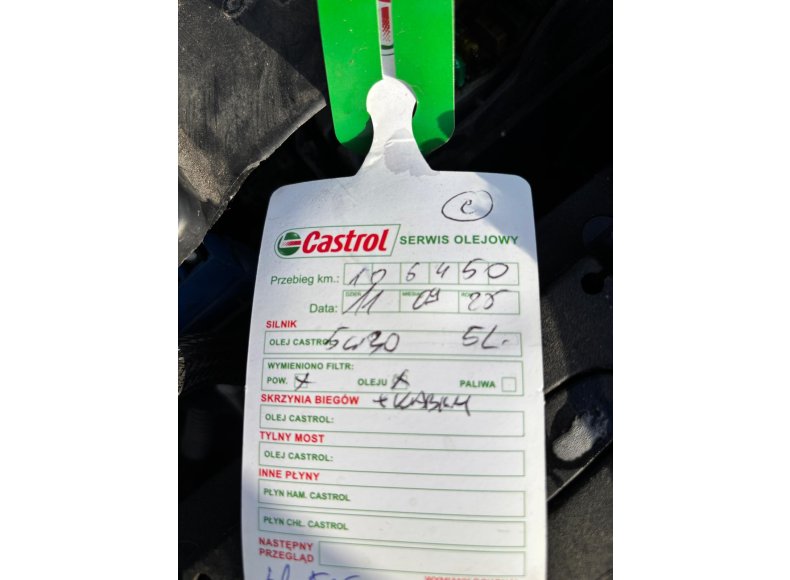 e
Castrol SERWIS OLEJOWY
Przebieg km.: 106450
Data: 11 09 25
SILNIK
OLEJ CASTROL 5W30 5L.
WYMIENIONO FILTR:
POW. X OLEJU X PALIWA
SKRZYNIA BIEGÓW + KABIN
OLEJ CASTROL:
TYLNY MOST
OLEJ CASTROL:
INNE PŁYNY
PŁYN HAM. CASTROL
PŁYN CHŁ. CASTROL
NASTĘPNY
PRZEGLĄD